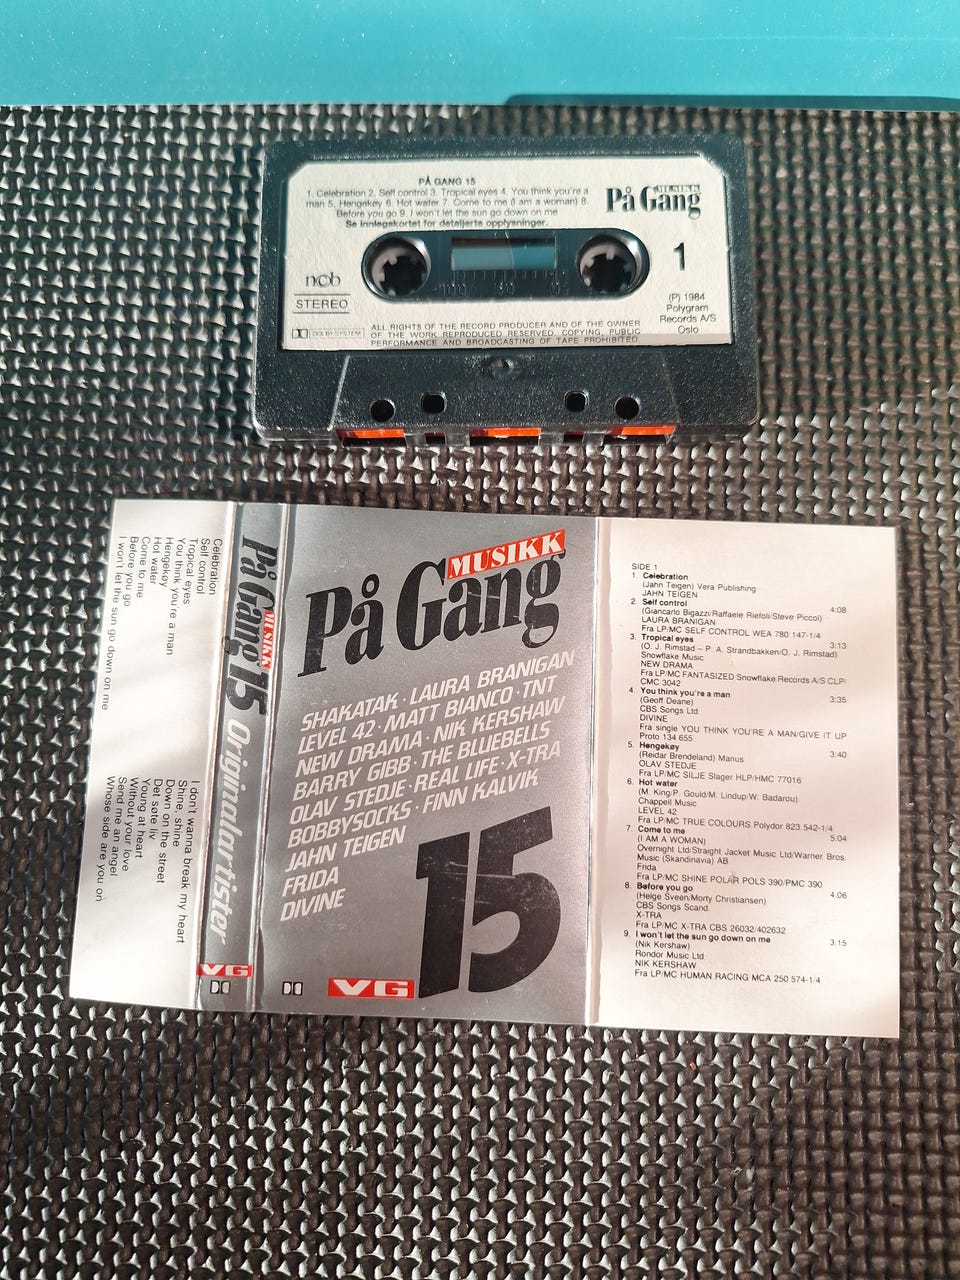 PÅ GANG 15
1. Celebration 2. Self control 3. Tropical eyes 4. You think you're a
man 5. Hengekøy 6. Hot water 7. Come to me (I am a woman) 8.
Before you go 9. I won't let the sun go down on me
Se innlegskortet for detaljerte opplysninger.
MUSIKK
På Gang
1
ncb
STEREO
DOLBY SYSTEM
(P) 1984
Polygram
Records A/S
Oslo
ALL RIGHTS OF THE RECORD PRODUCER AND OF THE OWNER
OF THE WORK REPRODUCED RESERVED. COPYING, PUBLIC
PERFORMANCE AND BROADCASTING OF TAPE PROHIBITED
100 50 0
Celebration
Self control
Tropical eyes
You think you're a man
Hengekøy
Hot water
Come to me
Before you go
I won't let the sun go down on me
I don't wanna break my heart
Shine, shine
Down on the street
Det søte liv
Young at heart
Without your love
Send me an angel
Whose side are you on
På Gang 15 Originalartister
MUSIKK
VG
MUSIKK
På Gang
SHAKATAK · LAURA BRANIGAN
LEVEL 42 · MATT BIANCO · TNT
NEW DRAMA · NIK KERSHAW
BARRY GIBB · THE BLUEBELLS
OLAV STEDJE · REAL LIFE · X-TRA
BOBBYSOCKS · FINN KALVIK
JAHN TEIGEN
FRIDA
DIVINE
15
VG
SIDE 1
1. Celebration
(Jahn Teigen) Vera Publishing
JAHN TEIGEN
2. Self control 4:08
(Giancarlo Bigazzi/Raffaele Riefoli/Steve Piccol)
LAURA BRANIGAN
Fra LP/MC SELF CONTROL WEA 780 147-1/4
3. Tropical eyes 3:13
(O. J. Rimstad – P. A. Strandbakken/O. J. Rimstad)
Snowflake Music
NEW DRAMA
Fra LP/MC FANTASIZED Snowflake Records A/S CLP/
CMC 3042
4. You think you're a man 3:35
(Geoff Deane)
CBS Songs Ltd
DIVINE
Fra single YOU THINK YOU'RE A MAN/GIVE IT UP
Proto 134 655
5. Hengekøy 3:40
(Reidar Brendeland) Manus
OLAV STEDJE
Fra LP/MC SILJE Slager HLP/HMC 77016
6. Hot water
(M. King/P. Gould/M. Lindup/W. Badarou)
Chappell Music
LEVEL 42
Fra LP/MC TRUE COLOURS Polydor 823 542-1/4
7. Come to me 5:04
(I AM A WOMAN)
Overnight Ltd/Straight Jacket Music Ltd/Warner Bros.
Music (Skandinavia) AB
Frida
Fra LP/MC SHINE POLAR POLS 390/PMC 390
8. Before you go 4:06
(Helge Sveen/Morty Christiansen)
CBS Songs Scand.
X-TRA
Fra LP/MC X-TRA CBS 26032/402632
9. I won't let the sun go down on me 3:15
(Nik Kershaw)
Rondor Music Ltd
NIK KERSHAW
Fra LP/MC HUMAN RACING MCA 250 574-1/4